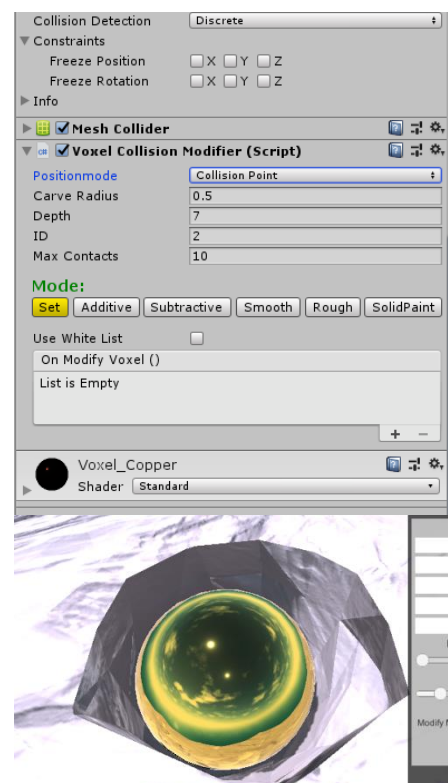 Collision Detection Discrete
Constraints
Freeze Position X Y Z
Freeze Rotation X Y Z
Info
Mesh Collider
Voxel Collision Modifier (Script)
Positionmode Collision Point
Carve Radius 0.5
Depth 7
ID 2
Max Contacts 10
Mode:
Set Additive Subtractive Smooth Rough SolidPaint
Use White List
On Modify Voxel ()
List is Empty
+ −
Voxel_Copper
Shader Standard
Modify